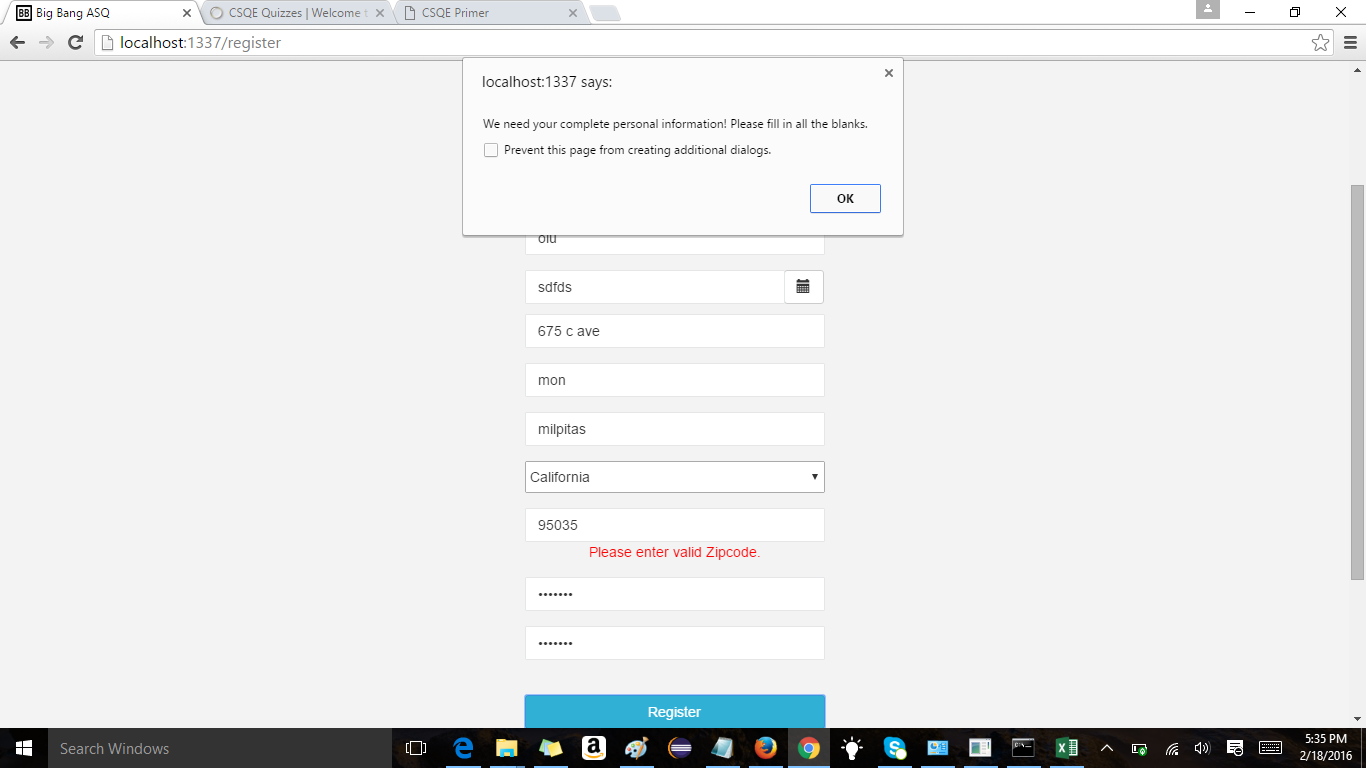 BB Big Bang ASQ
CSQE Quizzes | Welcome t
CSQE Primer
localhost:1337/register
localhost:1337 says:
We need your complete personal information! Please fill in all the blanks.
Prevent this page from creating additional dialogs.
OK
sdfds
675 c ave
mon
milpitas
California
95035
Please enter valid Zipcode.
Register
Search Windows
5:35 PM
2/18/2016